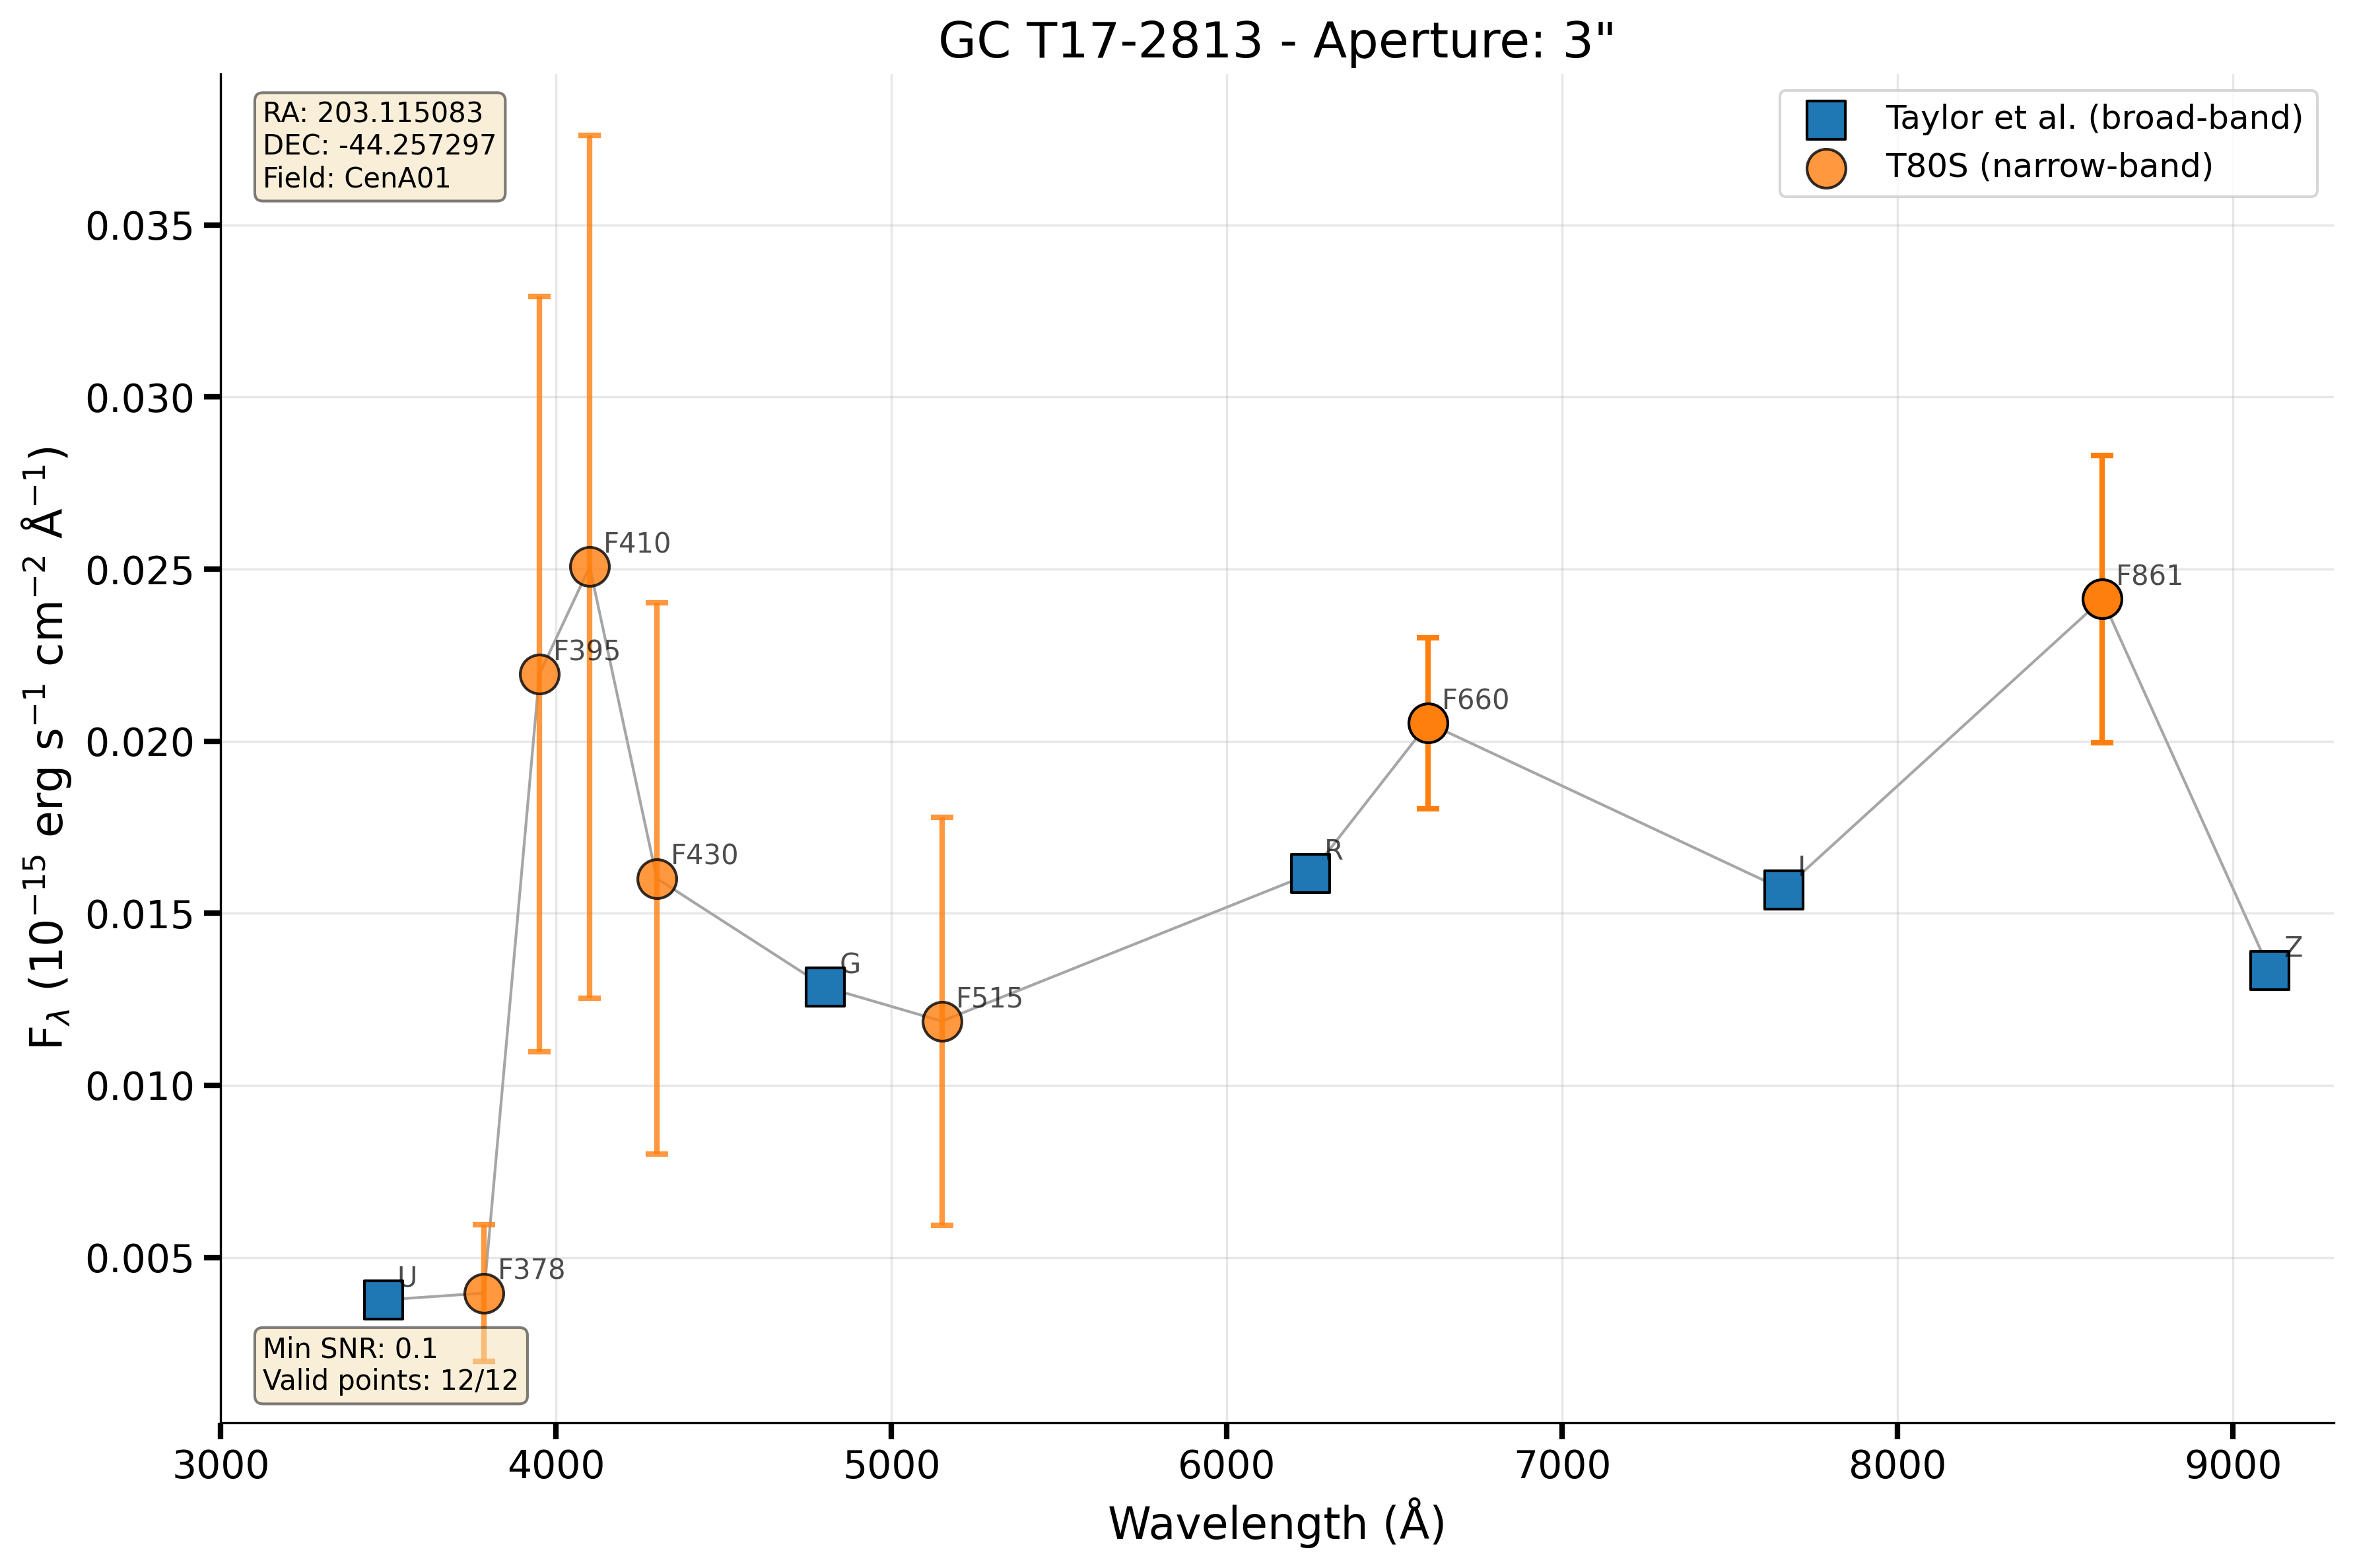 GC T17-2813 - Aperture: 3"
RA: 203.115083
DEC: -44.257297
Field: CenA01
Taylor et al. (broad-band)
T80S (narrow-band)
F_λ (10⁻¹⁵ erg s⁻¹ cm⁻² Å⁻¹)
0.035
0.030
0.025
0.020
0.015
0.010
0.005
U
F378
F395
F410
F430
G
F515
R
F660
I
F861
Z
Min SNR: 0.1
Valid points: 12/12
3000 4000 5000 6000 7000 8000 9000
Wavelength (Å)